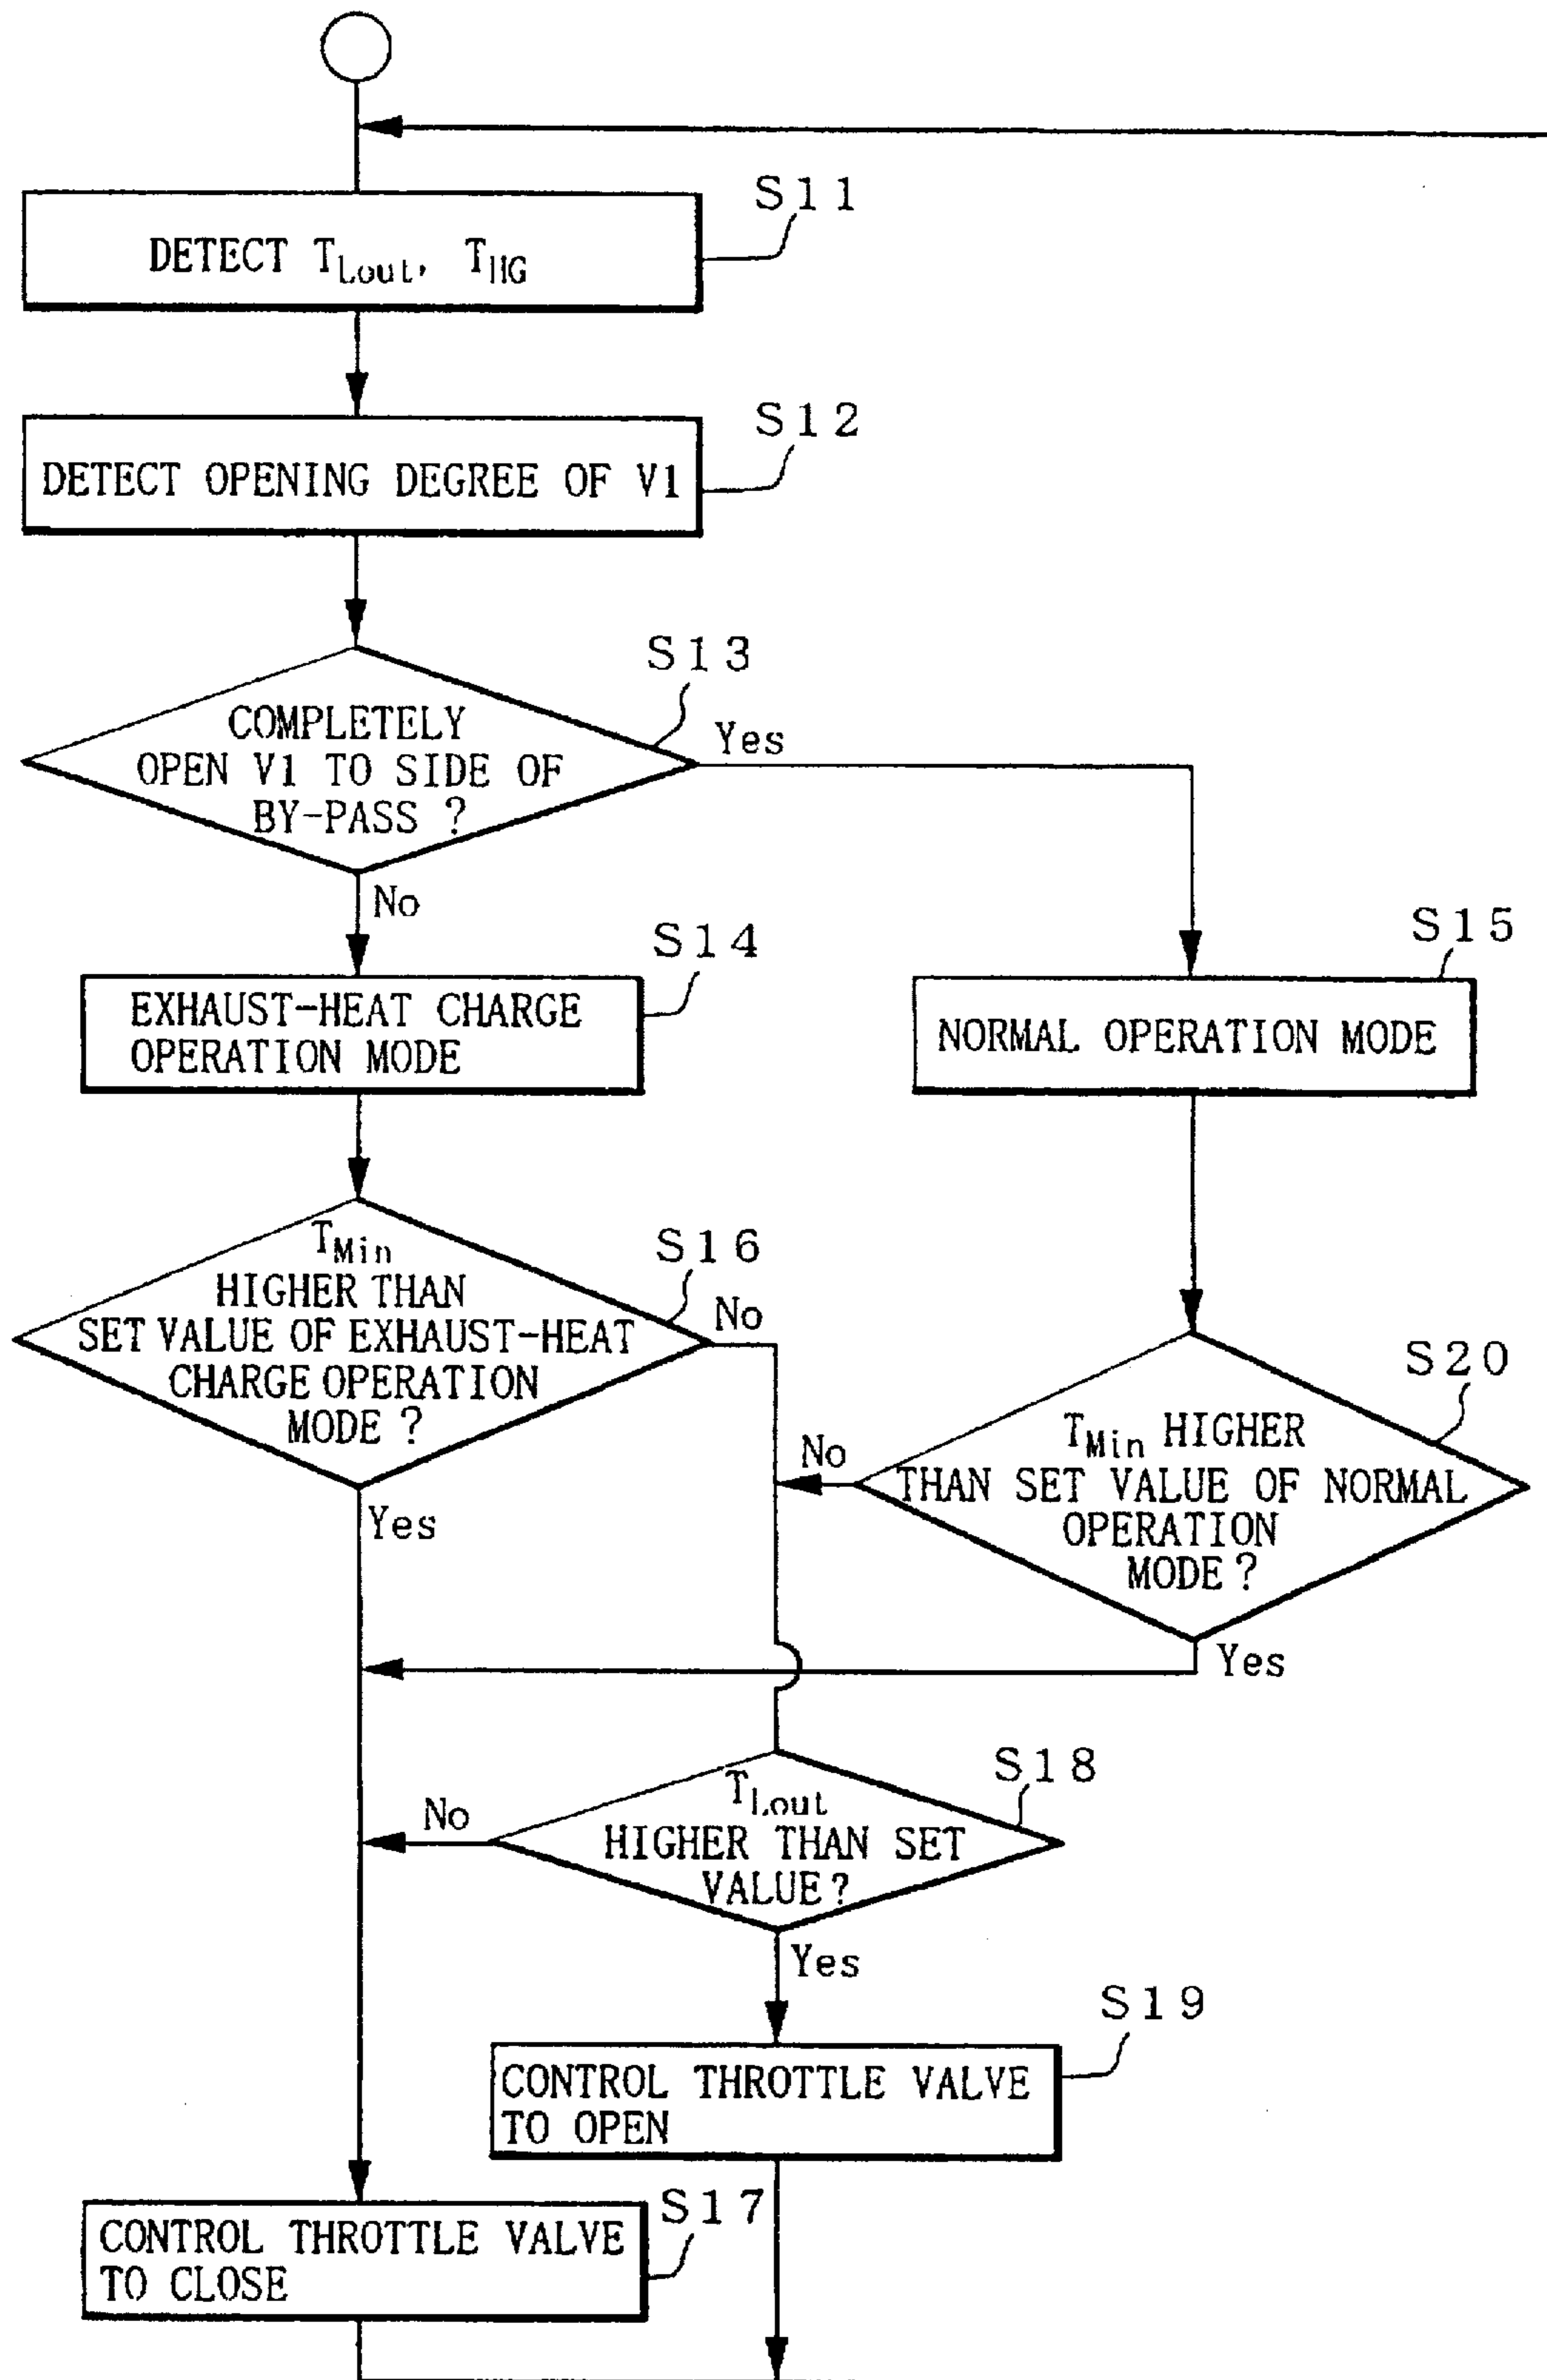 S11
DETECT TLout, THG
S12
DETECT OPENING DEGREE OF V1
S13
COMPLETELY
OPEN V1 TO SIDE OF
BY-PASS ?
Yes
No
S14
EXHAUST-HEAT CHARGE
OPERATION MODE
S15
NORMAL OPERATION MODE
S16
TMin
HIGHER THAN
SET VALUE OF EXHAUST-HEAT
CHARGE OPERATION
MODE ?
No
Yes
S20
TMin HIGHER
THAN SET VALUE OF NORMAL
OPERATION
MODE ?
No
Yes
S18
TLout
HIGHER THAN SET
VALUE ?
No
Yes
S19
CONTROL THROTTLE VALVE
TO OPEN
S17
CONTROL THROTTLE VALVE
TO CLOSE